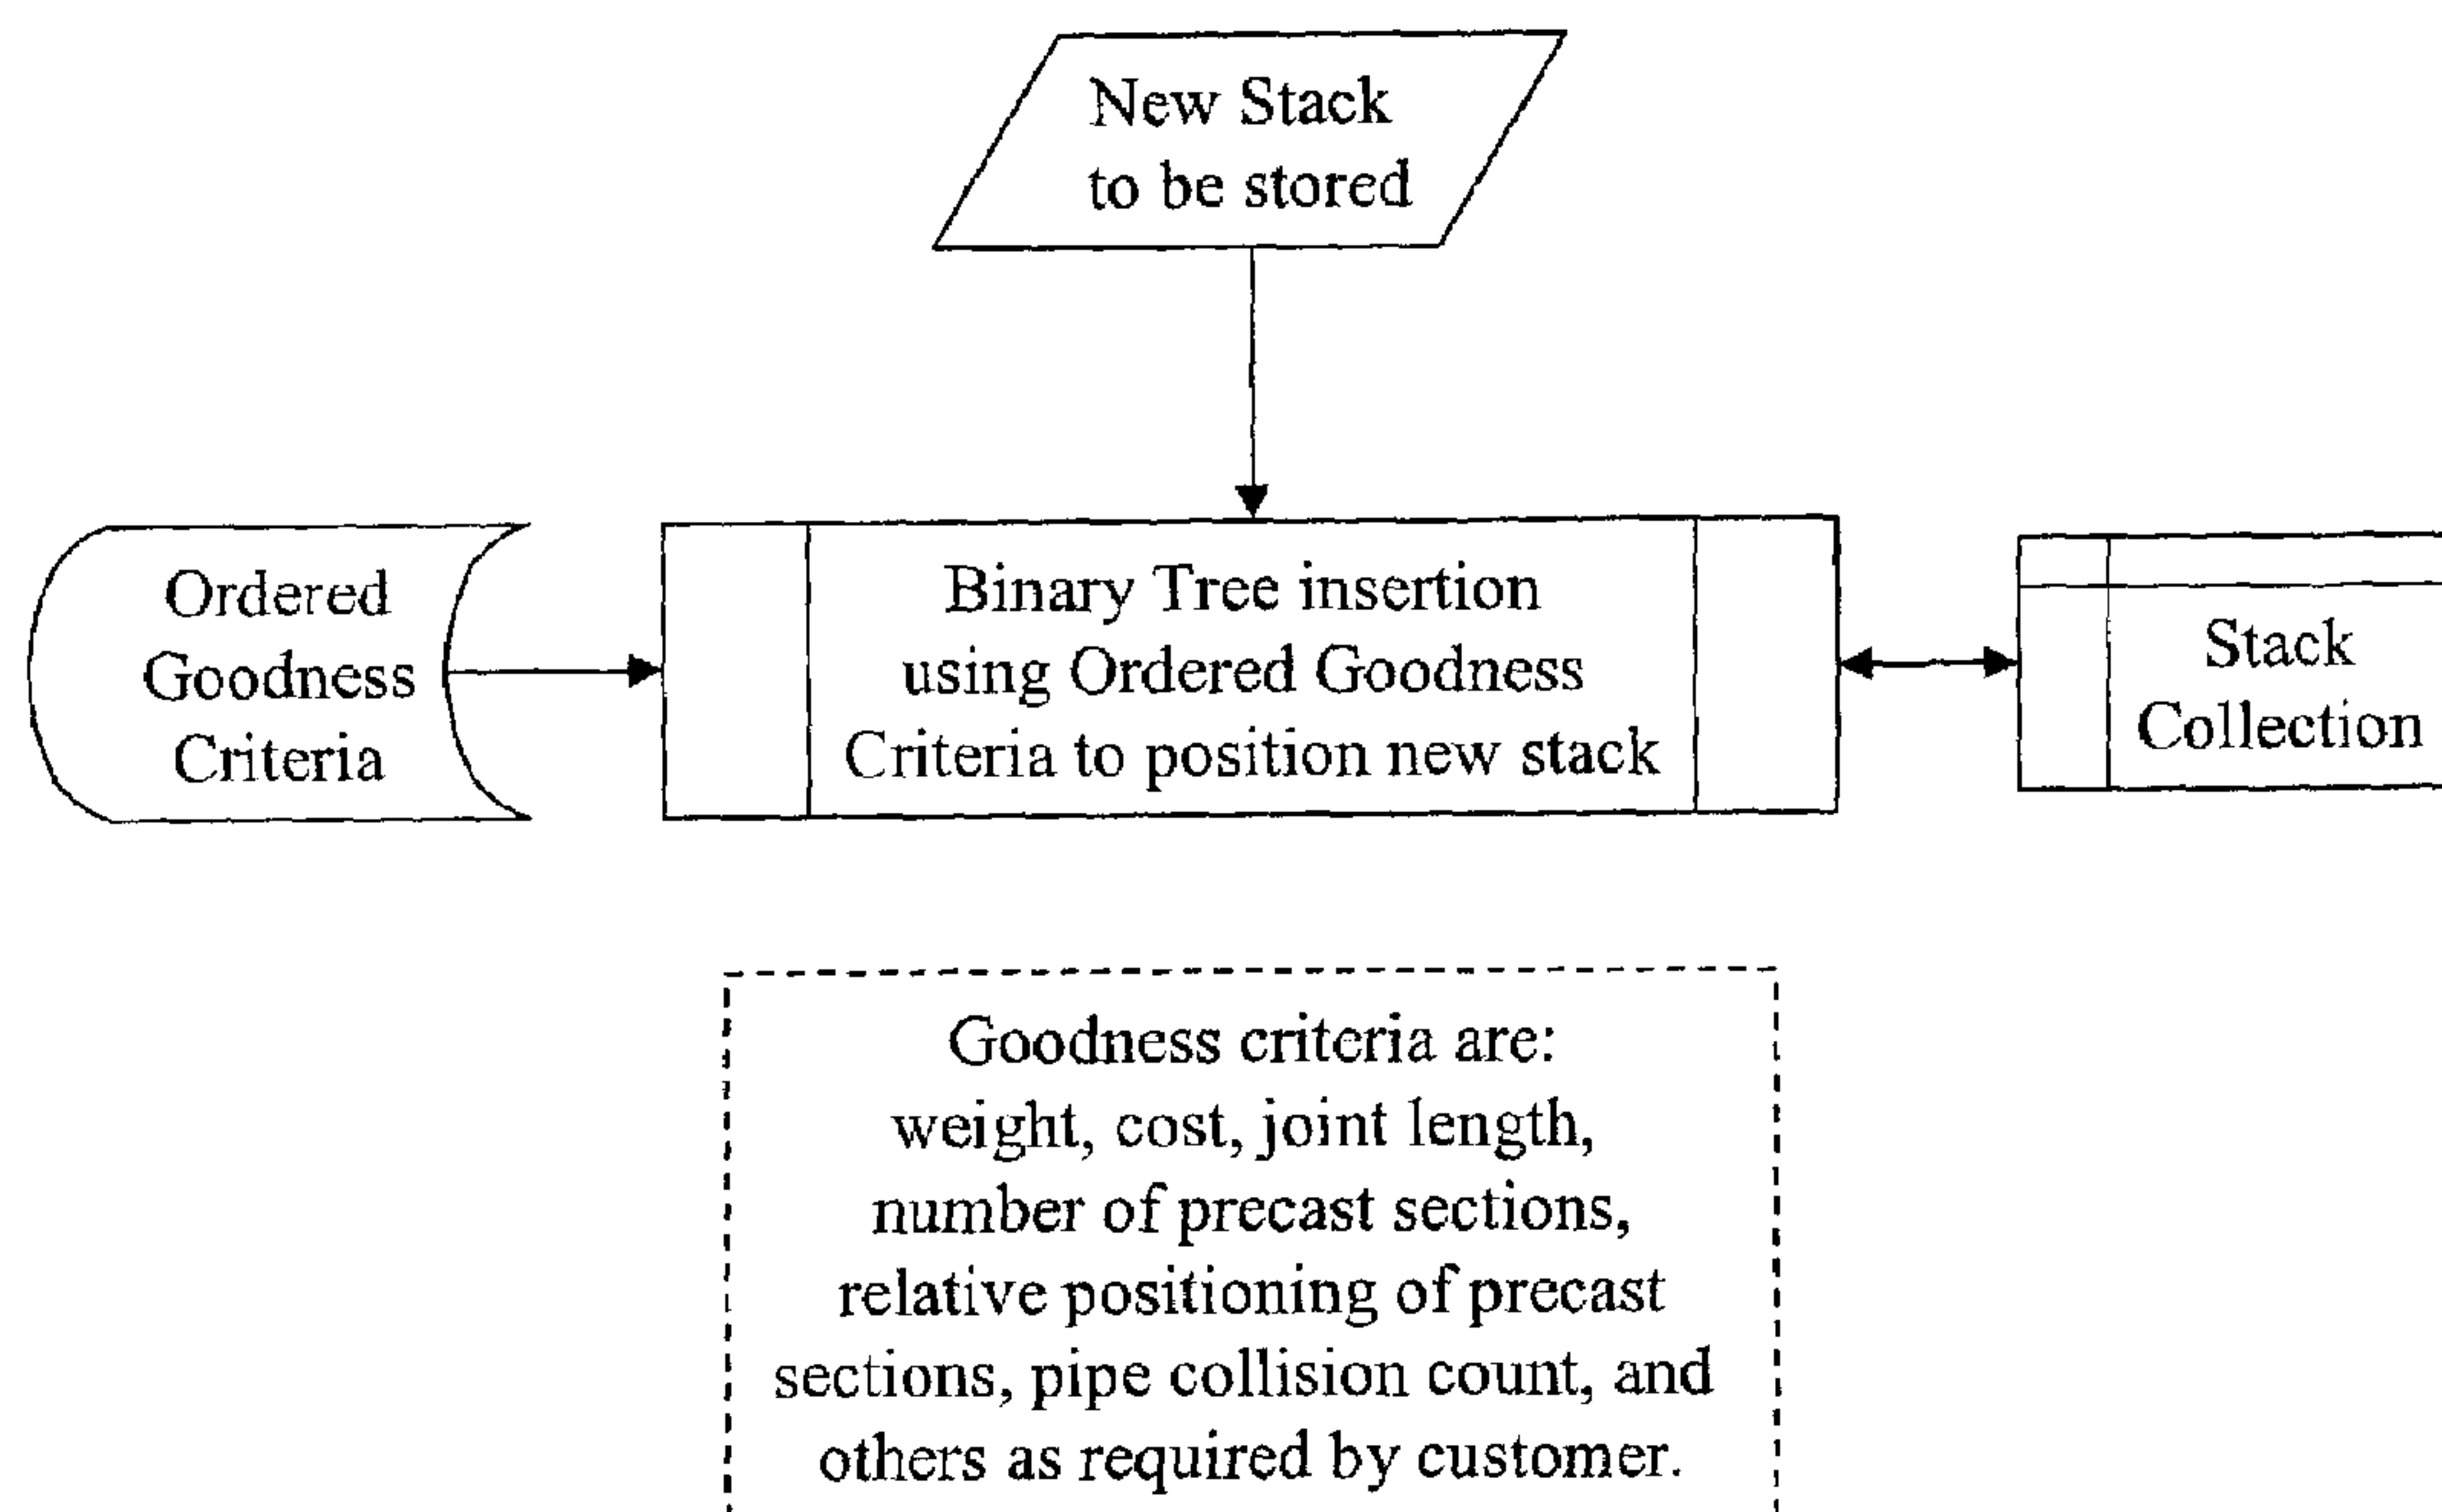 New Stack
to be stored
Ordered
Goodness
Criteria
Binary Tree insertion
using Ordered Goodness
Criteria to position new stack
Stack
Collection
Goodness criteria are:
weight, cost, joint length,
number of precast sections,
relative positioning of precast
sections, pipe collision count, and
others as required by customer.